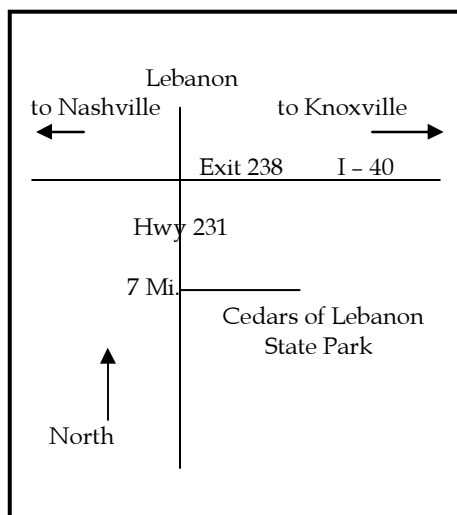 Lebanon
to Nashville to Knoxville
Exit 238 I – 40
Hwy 231
7 Mi.
Cedars of Lebanon
State Park
North